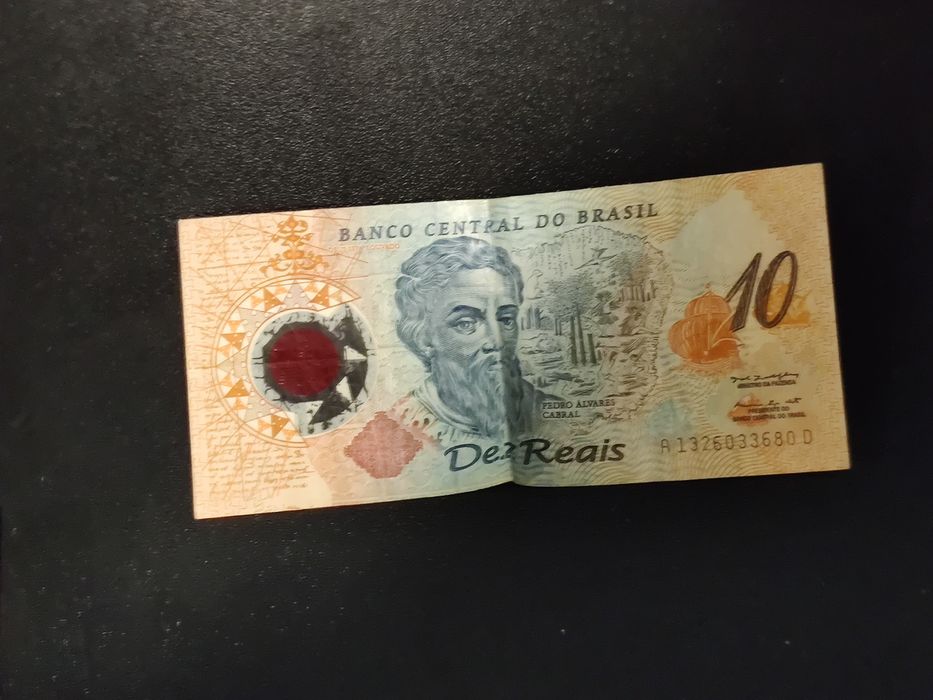 BANCO CENTRAL DO BRASIL
10
MINISTRO DA FAZENDA
PRESIDENTE DO
BANCO CENTRAL DO BRASIL
PEDRO ÁLVARES
CABRAL
Dez Reais
A 1326033680 D